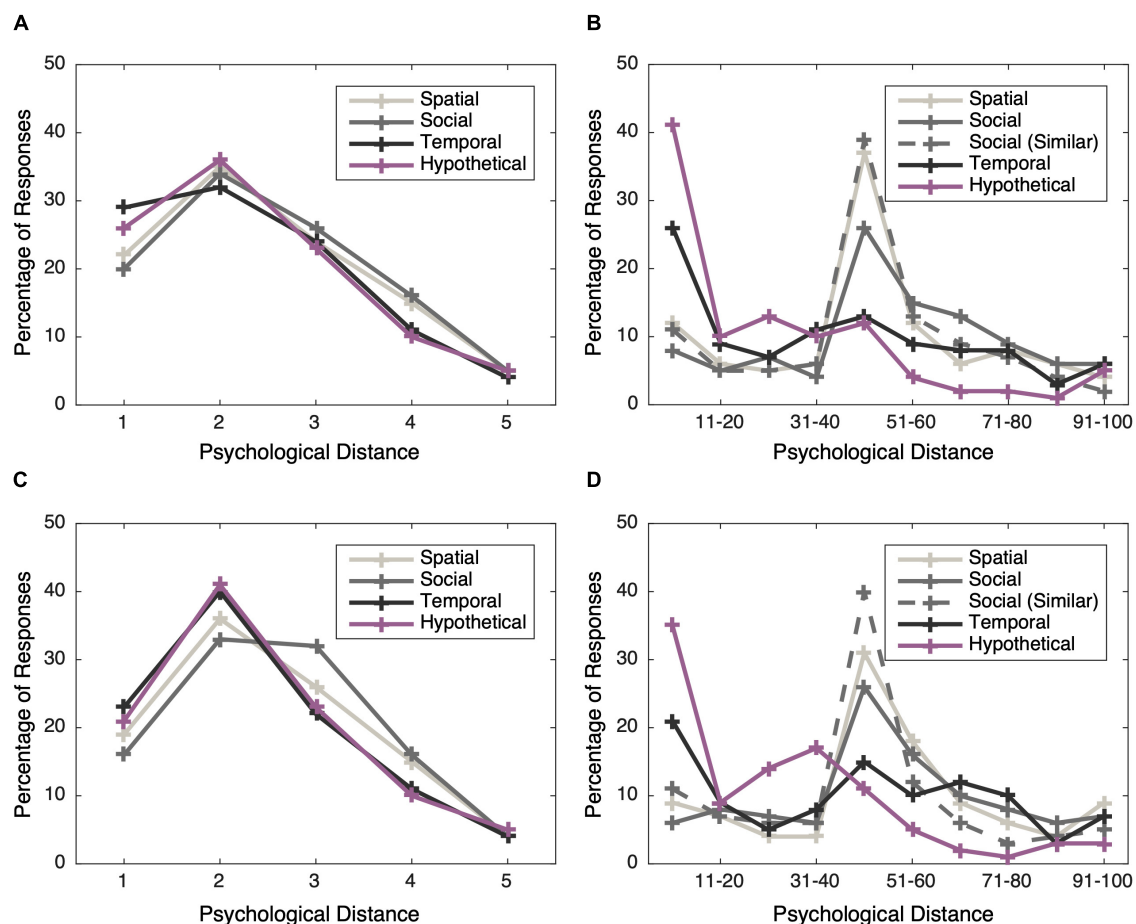 A
50
40
30
20
10
0
Percentage of Responses
Spatial
Social
Temporal
Hypothetical
1 2 3 4 5
Psychological Distance
B
50
40
30
20
10
0
Percentage of Responses
Spatial
Social
Social (Similar)
Temporal
Hypothetical
11-20 31-40 51-60 71-80 91-100
Psychological Distance
C
50
40
30
20
10
0
Percentage of Responses
Spatial
Social
Temporal
Hypothetical
1 2 3 4 5
Psychological Distance
D
50
40
30
20
10
0
Percentage of Responses
Spatial
Social
Social (Similar)
Temporal
Hypothetical
11-20 31-40 51-60 71-80 91-100
Psychological Distance